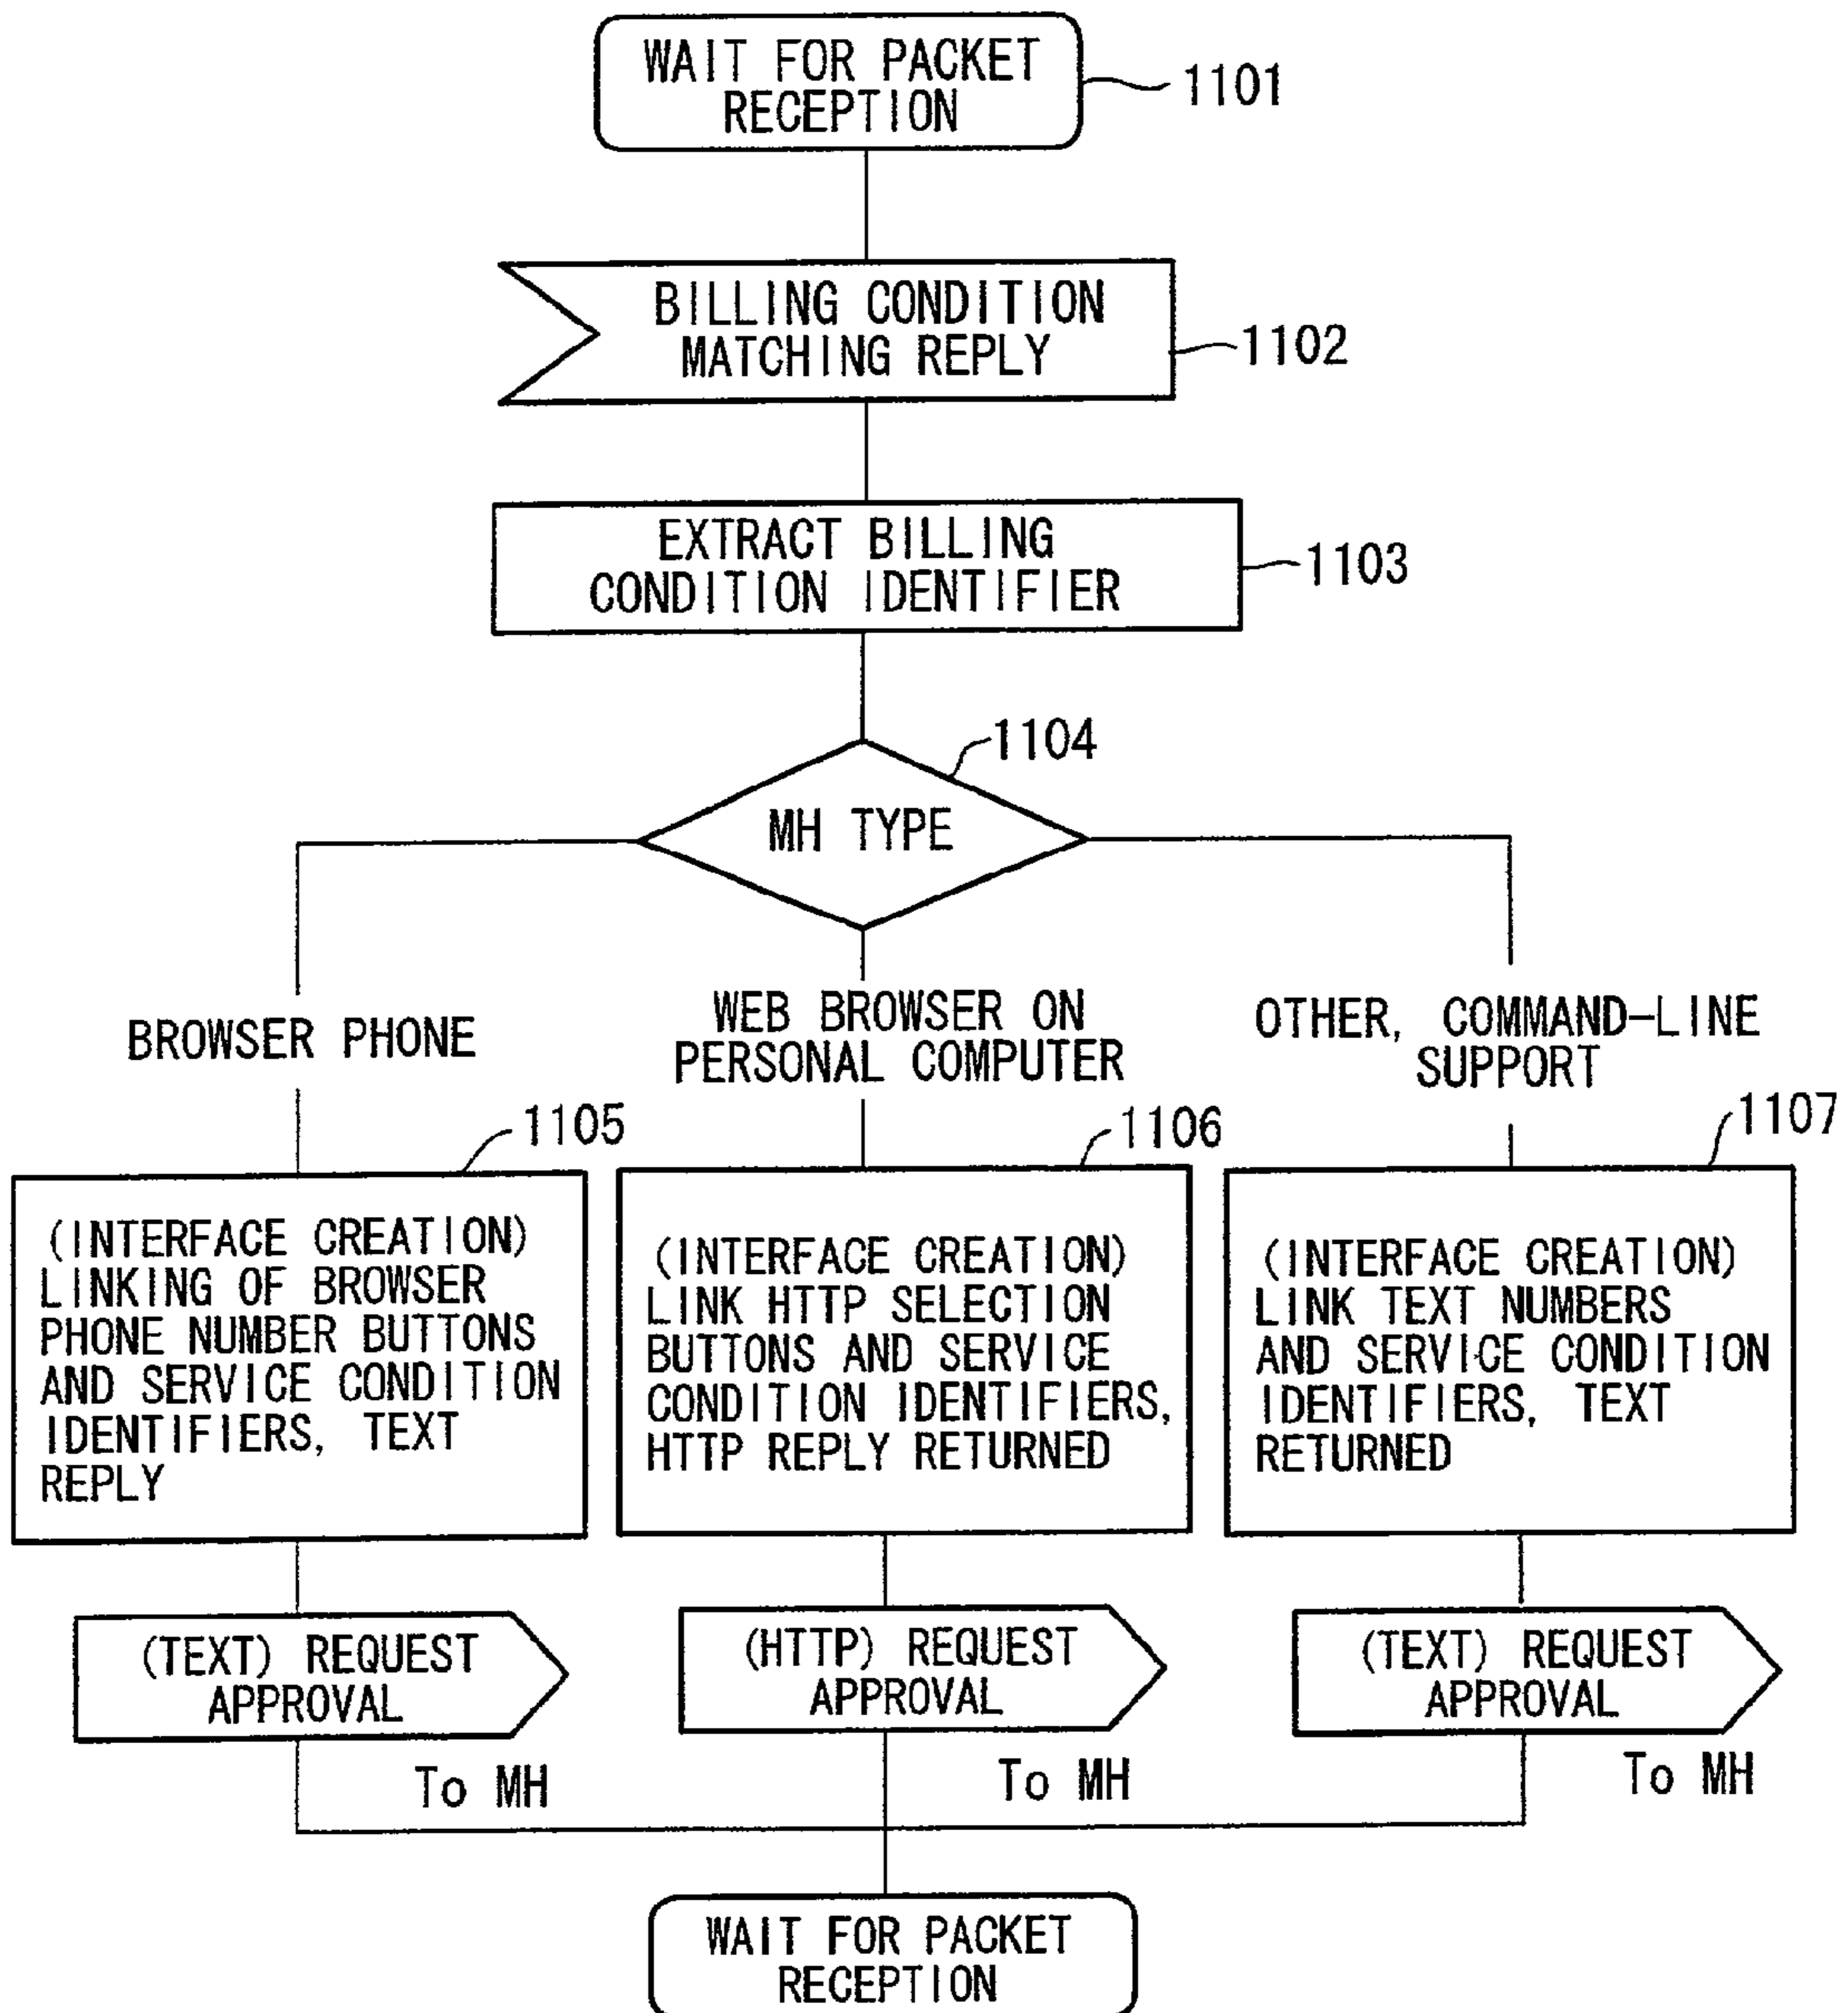 WAIT FOR PACKET
RECEPTION
1101
BILLING CONDITION
MATCHING REPLY
1102
EXTRACT BILLING
CONDITION IDENTIFIER
1103
1104
MH TYPE
BROWSER PHONE
WEB BROWSER ON
PERSONAL COMPUTER
OTHER, COMMAND-LINE
SUPPORT
1105
(INTERFACE CREATION)
LINKING OF BROWSER
PHONE NUMBER BUTTONS
AND SERVICE CONDITION
IDENTIFIERS, TEXT
REPLY
1106
(INTERFACE CREATION)
LINK HTTP SELECTION
BUTTONS AND SERVICE
CONDITION IDENTIFIERS,
HTTP REPLY RETURNED
1107
(INTERFACE CREATION)
LINK TEXT NUMBERS
AND SERVICE CONDITION
IDENTIFIERS, TEXT
RETURNED
(TEXT) REQUEST
APPROVAL
To MH
(HTTP) REQUEST
APPROVAL
To MH
(TEXT) REQUEST
APPROVAL
To MH
WAIT FOR PACKET
RECEPTION